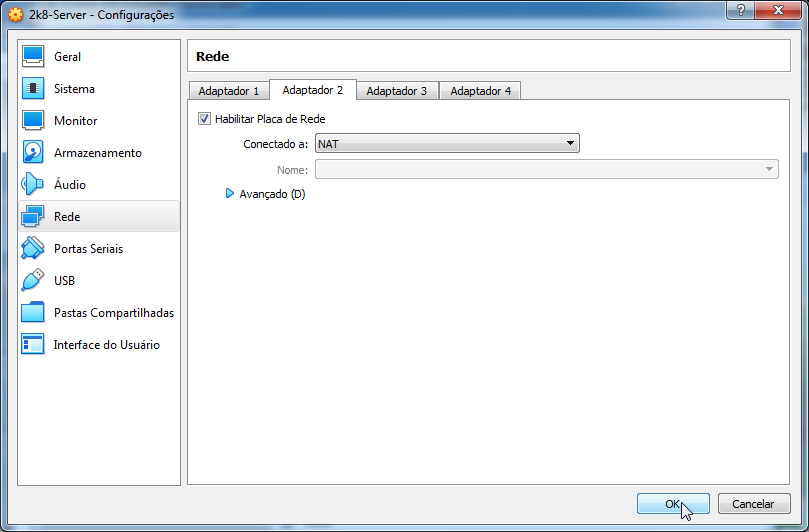 2k8-Server - Configurações
?
Geral
Sistema
Monitor
Armazenamento
Áudio
Rede
Portas Seriais
USB
Pastas Compartilhadas
Interface do Usuário
Rede
Adaptador 1 Adaptador 2 Adaptador 3 Adaptador 4
Habilitar Placa de Rede
Conectado a: NAT
Nome:
Avançado (D)
OK Cancelar